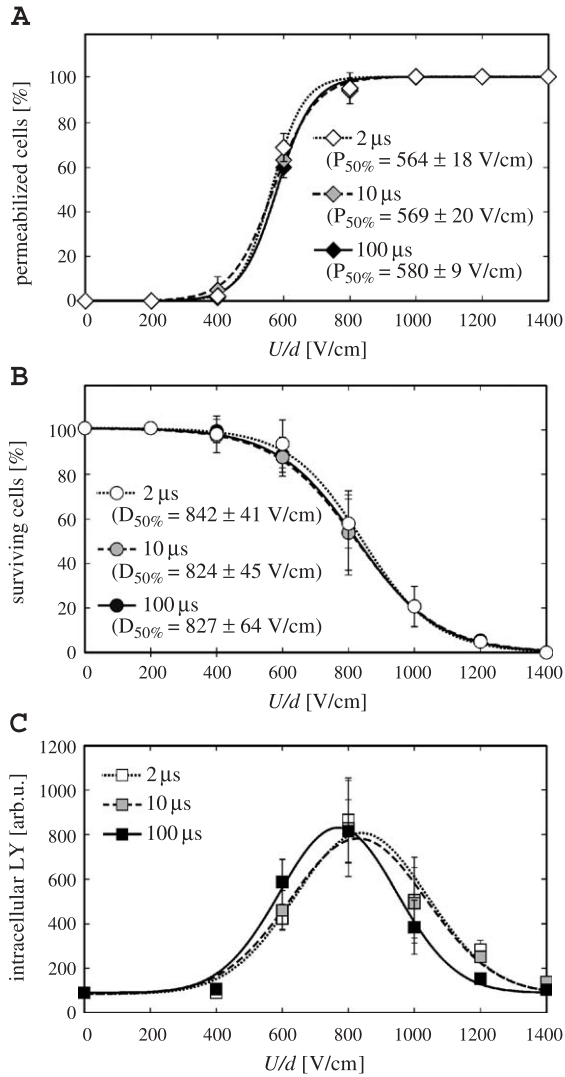 A
permeabilized cells [%]
100
80
60
40
20
0
2 μs
(P50% = 564 ± 18 V/cm)
10 μs
(P50% = 569 ± 20 V/cm)
100 μs
(P50% = 580 ± 9 V/cm)
0 200 400 600 800 1000 1200 1400
U/d [V/cm]
B
surviving cells [%]
100
80
60
40
20
0
2 μs
(D50% = 842 ± 41 V/cm)
10 μs
(D50% = 824 ± 45 V/cm)
100 μs
(D50% = 827 ± 64 V/cm)
0 200 400 600 800 1000 1200 1400
U/d [V/cm]
C
intracellular LY [arb.u.]
1200
1000
800
600
400
200
0
2 μs
10 μs
100 μs
0 200 400 600 800 1000 1200 1400
U/d [V/cm]